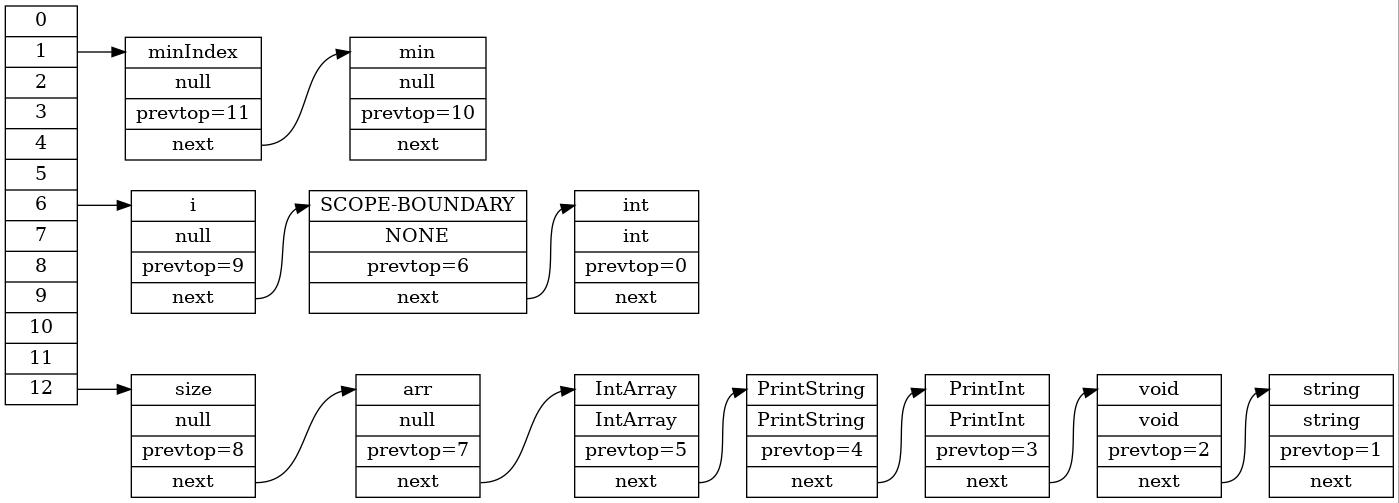 0
1
2
3
4
5
6
7
8
9
10
11
12
minIndex
null
prevtop=11
next
min
null
prevtop=10
next
i
null
prevtop=9
next
SCOPE-BOUNDARY
NONE
prevtop=6
next
int
int
prevtop=0
next
size
null
prevtop=8
next
arr
null
prevtop=7
next
IntArray
IntArray
prevtop=5
next
PrintString
PrintString
prevtop=4
next
PrintInt
PrintInt
prevtop=3
next
void
void
prevtop=2
next
string
string
prevtop=1
next